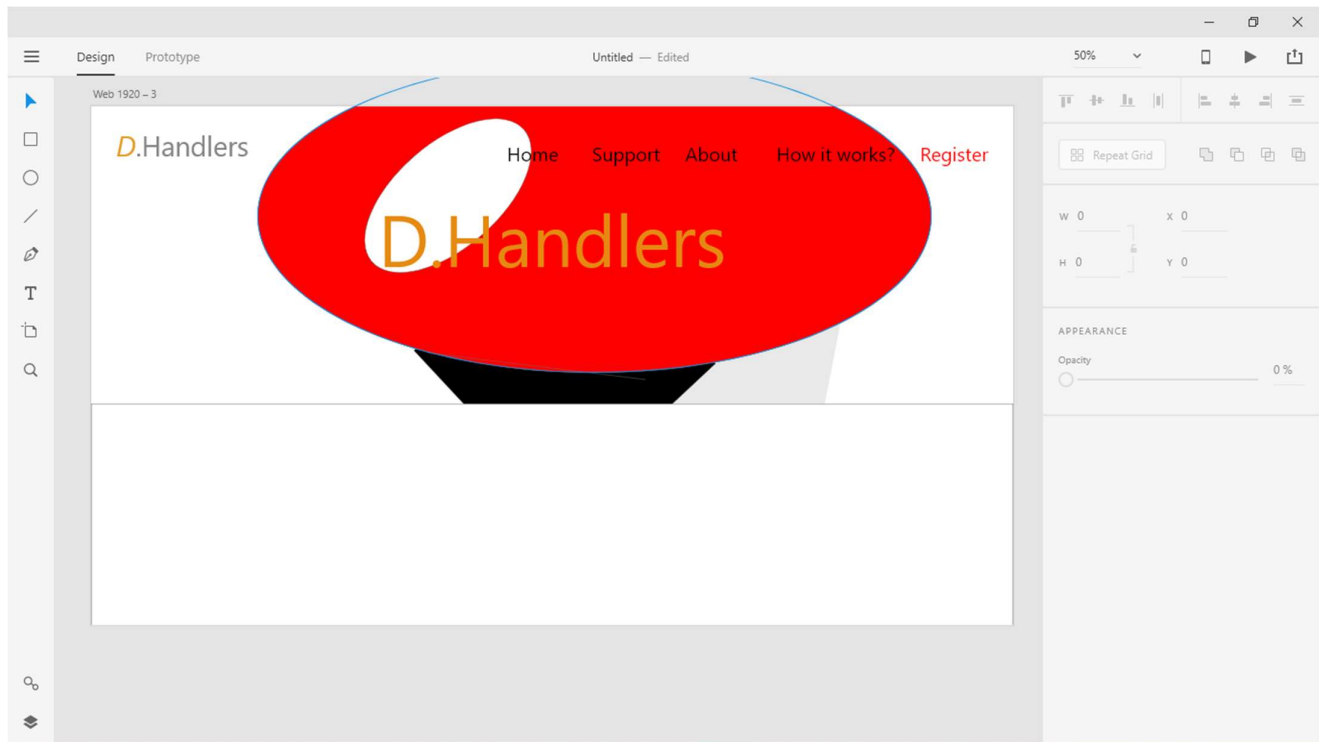 Design Prototype Untitled — Edited 50%
Web 1920 – 3
D.Handlers
Home Support About How it works? Register
D.Handlers
Repeat Grid
W 0 X 0
H 0 Y 0
APPEARANCE
Opacity
0 %
T